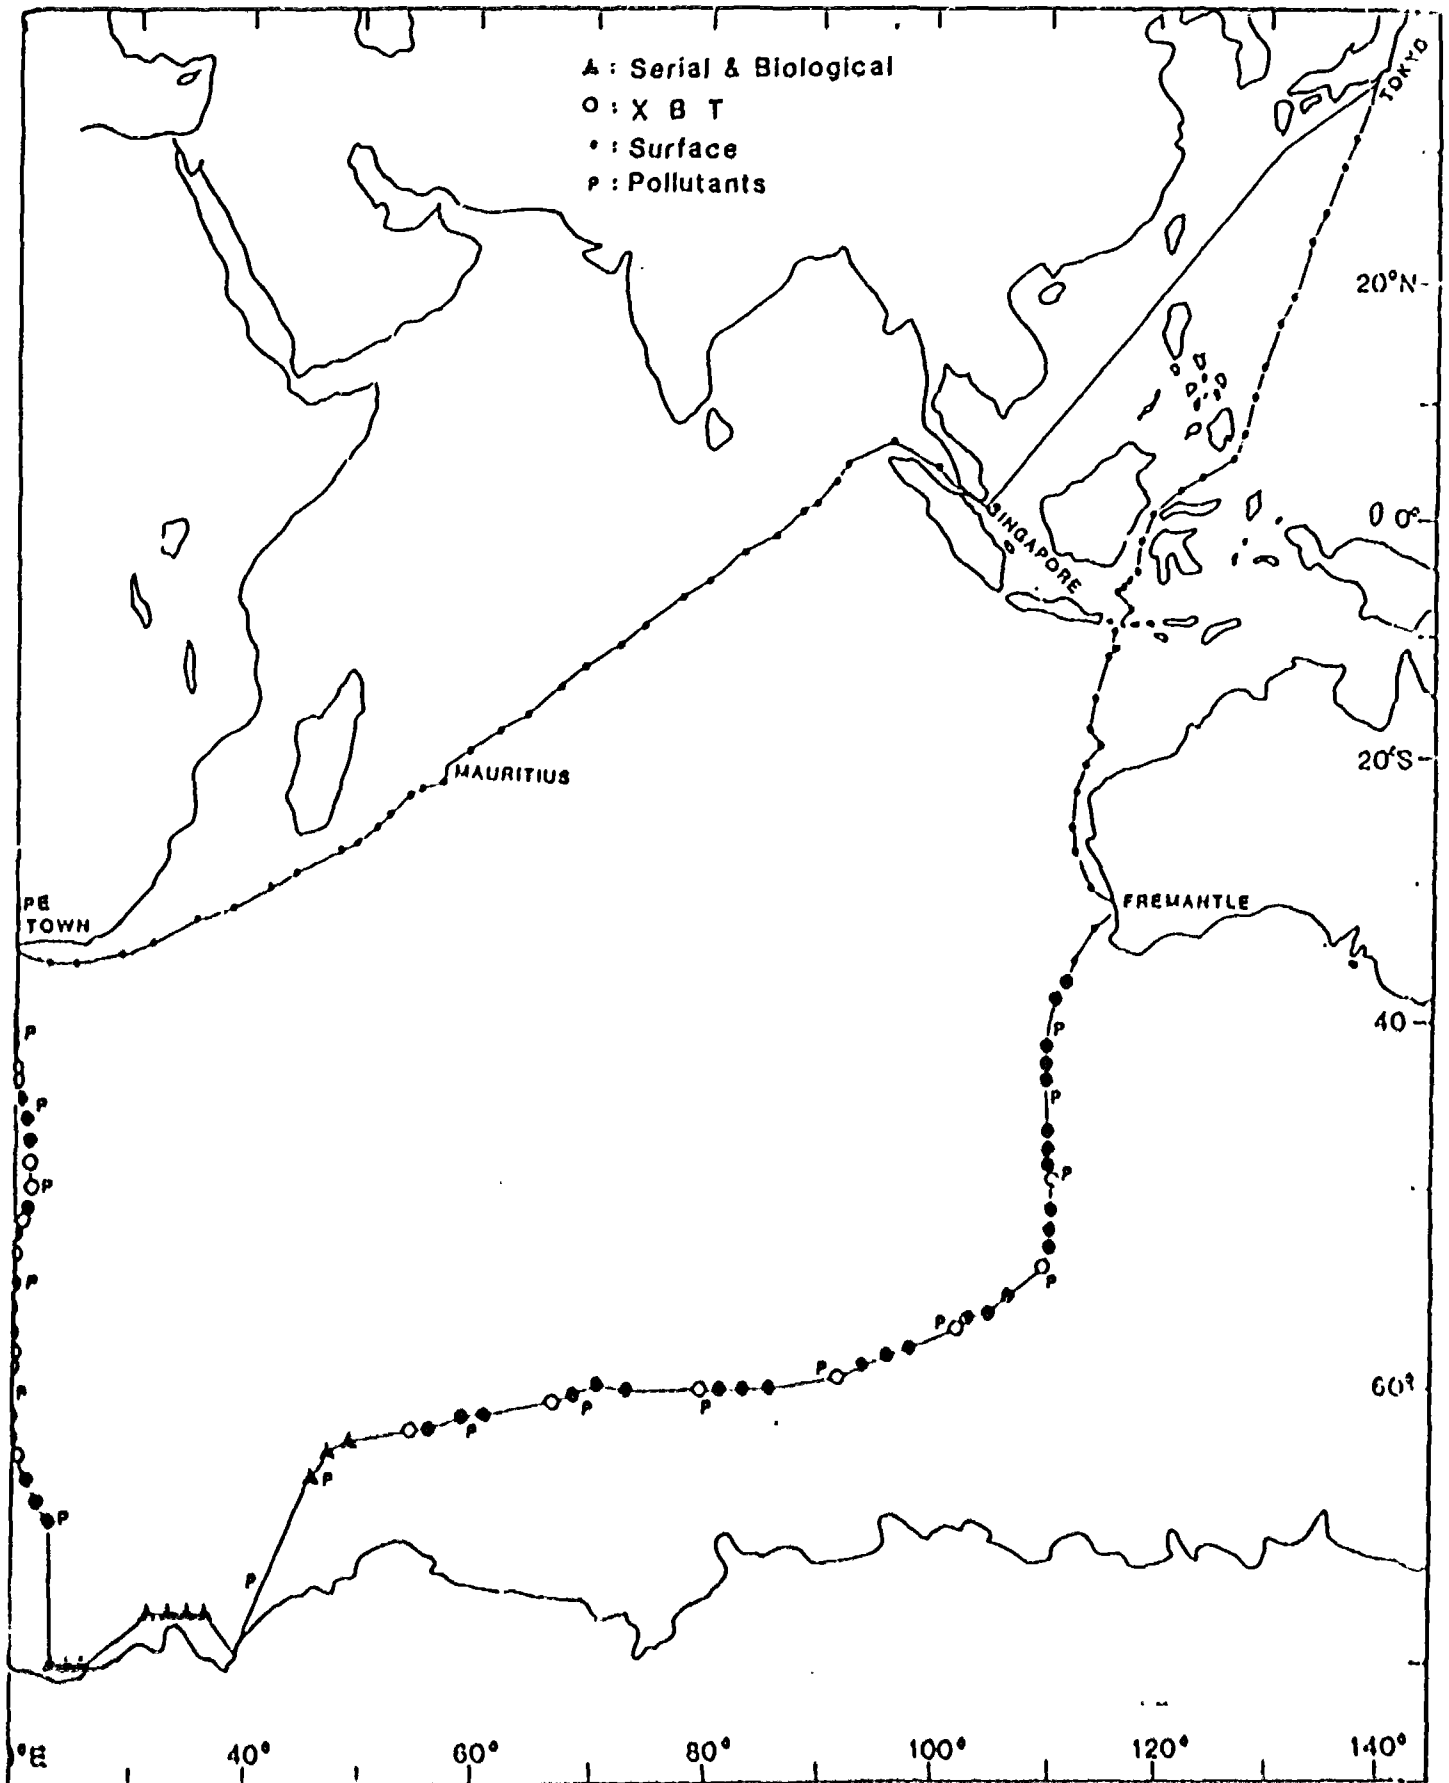 ▲ : Serial & Biological
O : X B T
• : Surface
P : Pollutants
TOKYO
20°N
SINGAPORE
0°
MAURITIUS
20°S
PE
TOWN
FREMANTLE
P
40
P
P
P
P
P
P
P
P
P
P
60°
P
P
P
P
P
P
P
°E
40°
60°
80°
100°
120°
140°